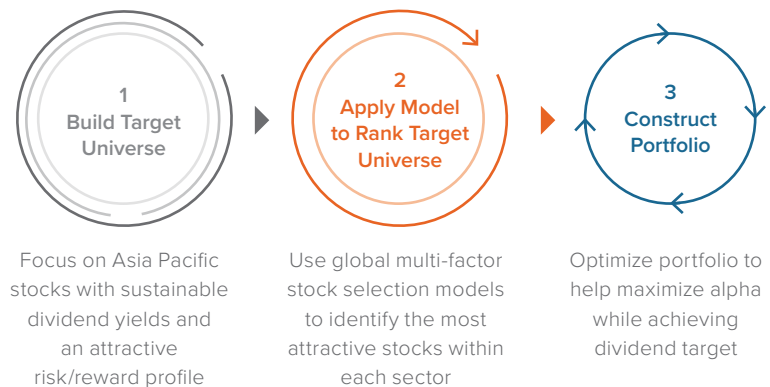 1
Build Target
Universe
2
Apply Model
to Rank Target
Universe
3
Construct
Portfolio
Focus on Asia Pacific
stocks with sustainable
dividend yields and
an attractive
risk/reward profile
Use global multi-factor
stock selection models
to identify the most
attractive stocks within
each sector
Optimize portfolio to
help maximize alpha
while achieving
dividend target